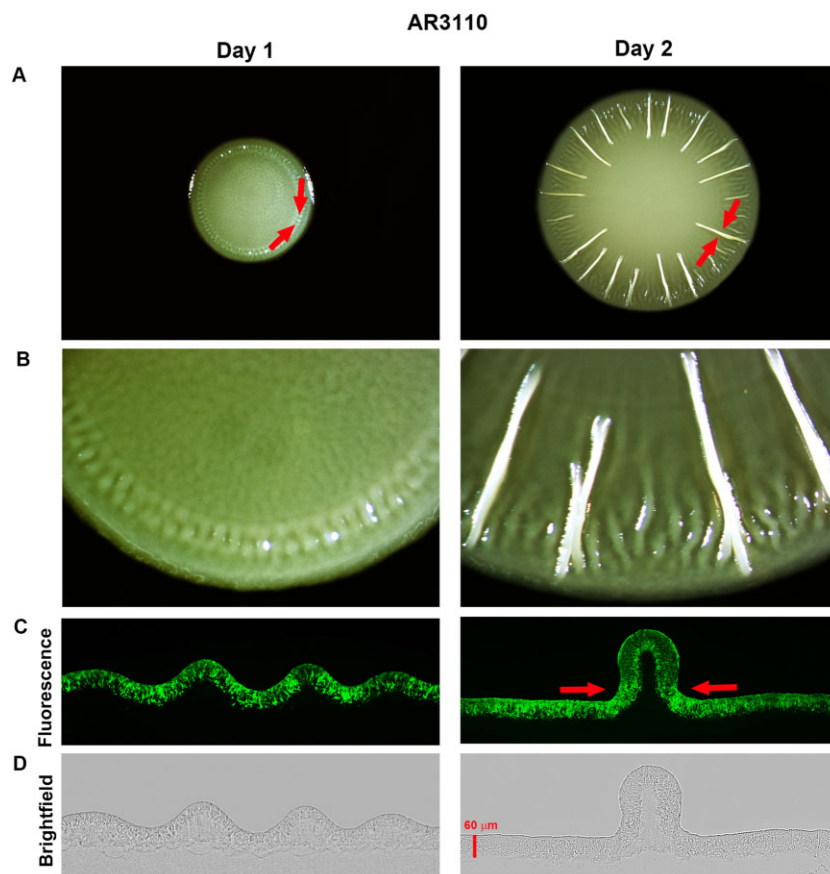 AR3110
Day 1
Day 2
A
B
C
Fluorescence
D
Brightfield
60 μm